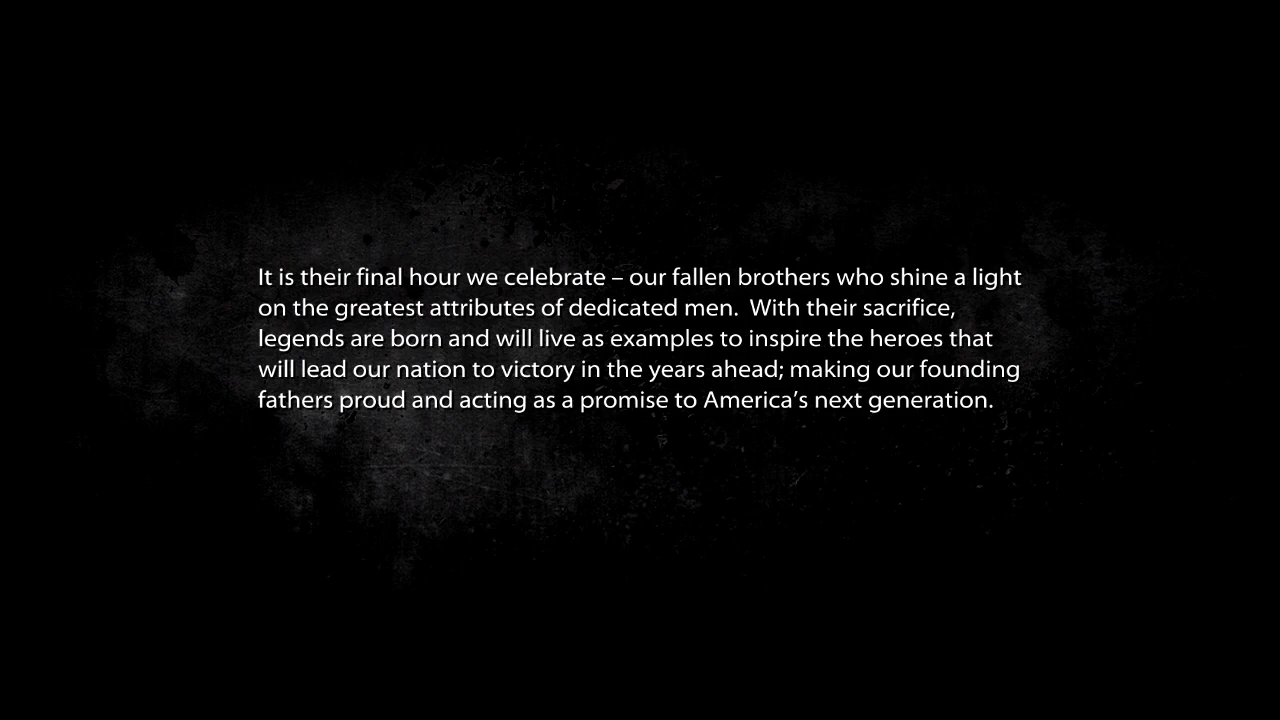 It is their final hour we celebrate – our fallen brothers who shine a light
on the greatest attributes of dedicated men.  With their sacrifice,
legends are born and will live as examples to inspire the heroes that
will lead our nation to victory in the years ahead; making our founding
fathers proud and acting as a promise to America’s next generation.